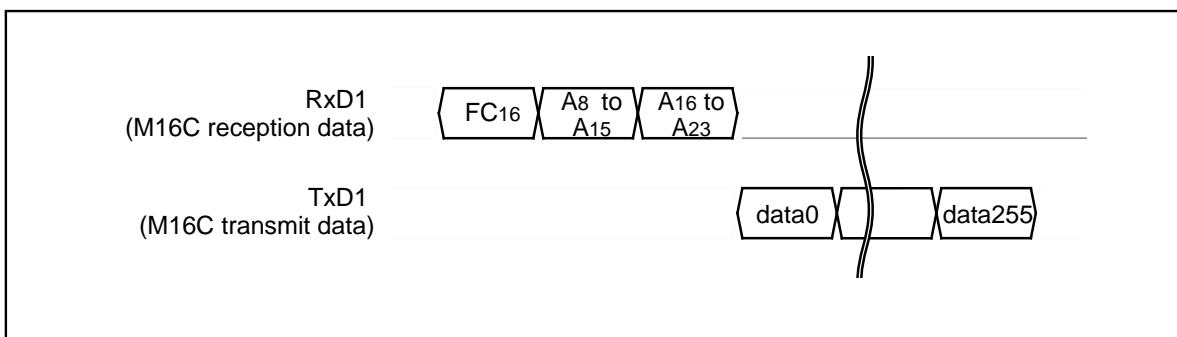 RxD1
(M16C reception data)
FC16
A8 to
A15
A16 to
A23
TxD1
(M16C transmit data)
data0
data255